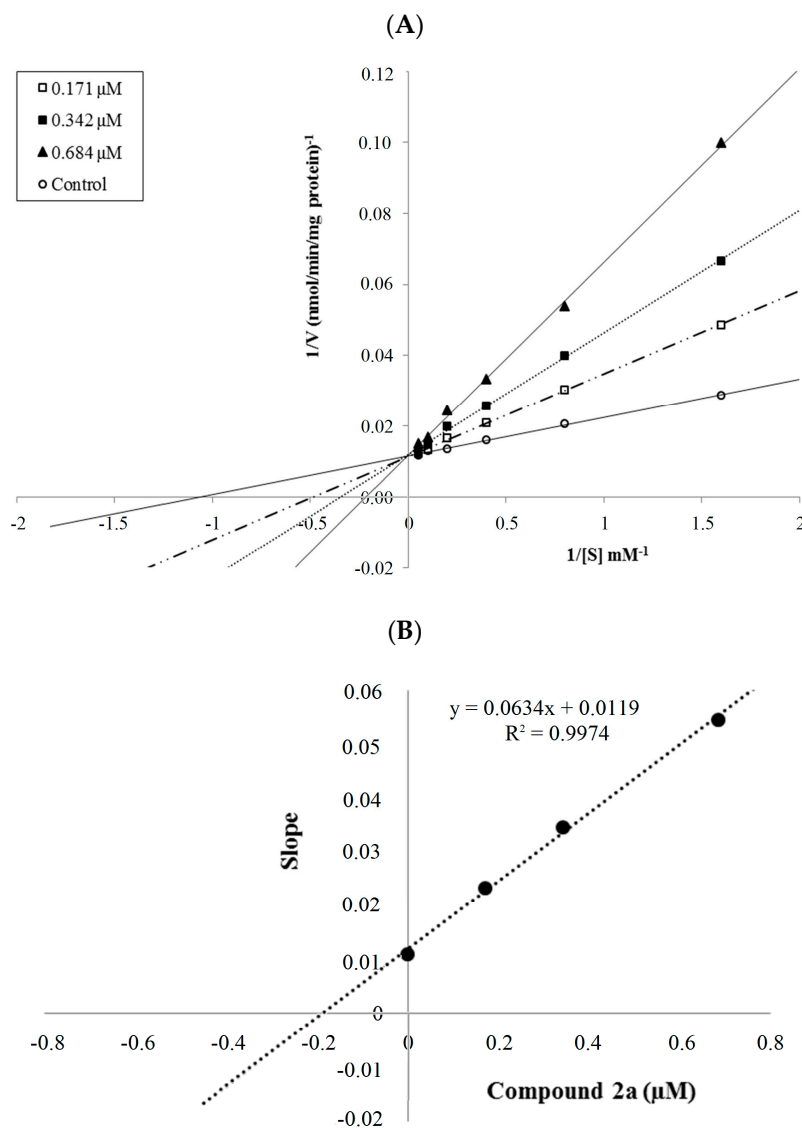 (A)
0.171 µM
0.342 µM
0.684 µM
Control
1/V (nmol/min/mg protein)⁻¹
0.12
0.10
0.08
0.06
0.04
0.02
0.00
-0.02
-2
-1.5
-1
-0.5
0
0.5
1
1.5
2
1/[S] mM⁻¹
(B)
y = 0.0634x + 0.0119
R² = 0.9974
Slope
0.06
0.05
0.04
0.03
0.02
0.01
0
-0.01
-0.02
-0.8
-0.6
-0.4
-0.2
0
0.2
0.4
0.6
0.8
Compound 2a (µM)